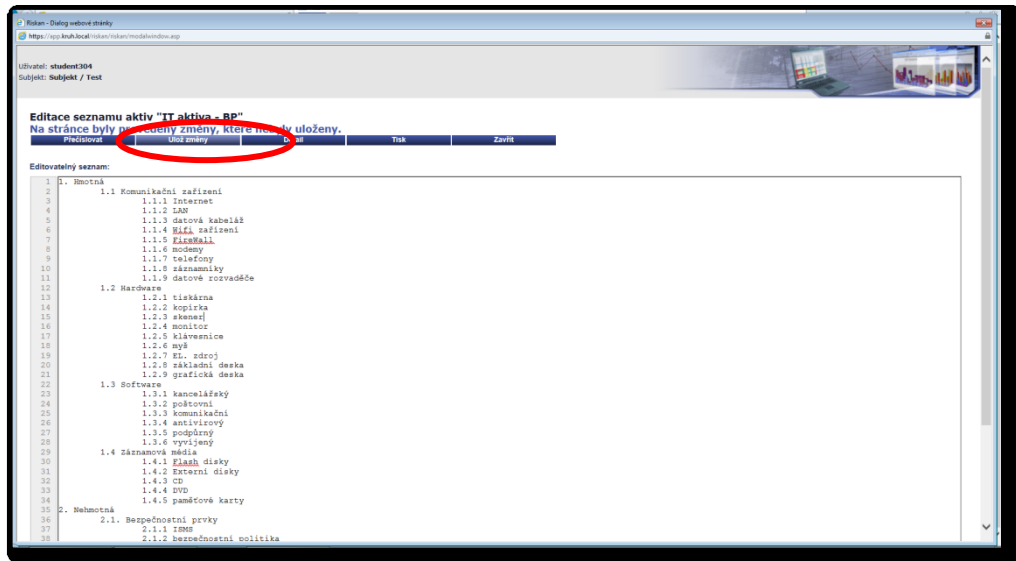 Riskan - Dialog webové stránky
https://app.kruh.local/riskan/riskan/modalwindow.asp
Uživatel: student304
Subjekt: Subjekt / Test
Editace seznamu aktiv "IT aktiva - BP"
Na stránce byly provedeny změny, které nebyly uloženy.
Přečíslovat Ulož změny Detail Tisk Zavřít
Editovatelný seznam:
1 1. Hmotná
2 1.1 Komunikační zařízení
3 1.1.1 Internet
4 1.1.2 LAN
5 1.1.3 datová kabeláž
6 1.1.4 Wifi zařízení
7 1.1.5 FireWall
8 1.1.6 modemy
9 1.1.7 telefony
10 1.1.8 záznamníky
11 1.1.9 datové rozvaděče
12 1.2 Hardware
13 1.2.1 tiskárna
14 1.2.2 kopírka
15 1.2.3 skener
16 1.2.4 monitor
17 1.2.5 klávesnice
18 1.2.6 myš
19 1.2.7 EL. zdroj
20 1.2.8 základní deska
21 1.2.9 grafická deska
22 1.3 Software
23 1.3.1 kancelářský
24 1.3.2 poštovní
25 1.3.3 komunikační
26 1.3.4 antivirový
27 1.3.5 podpůrný
28 1.3.6 vyvíjený
29 1.4 Záznamová média
30 1.4.1 Flash disky
31 1.4.2 Externí disky
32 1.4.3 CD
33 1.4.4 DVD
34 1.4.5 paměťové karty
35 2. Nehmotná
36 2.1. Bezpečnostní prvky
37 2.1.1 ISMS
38 2.1.2 bezpečnostní politika